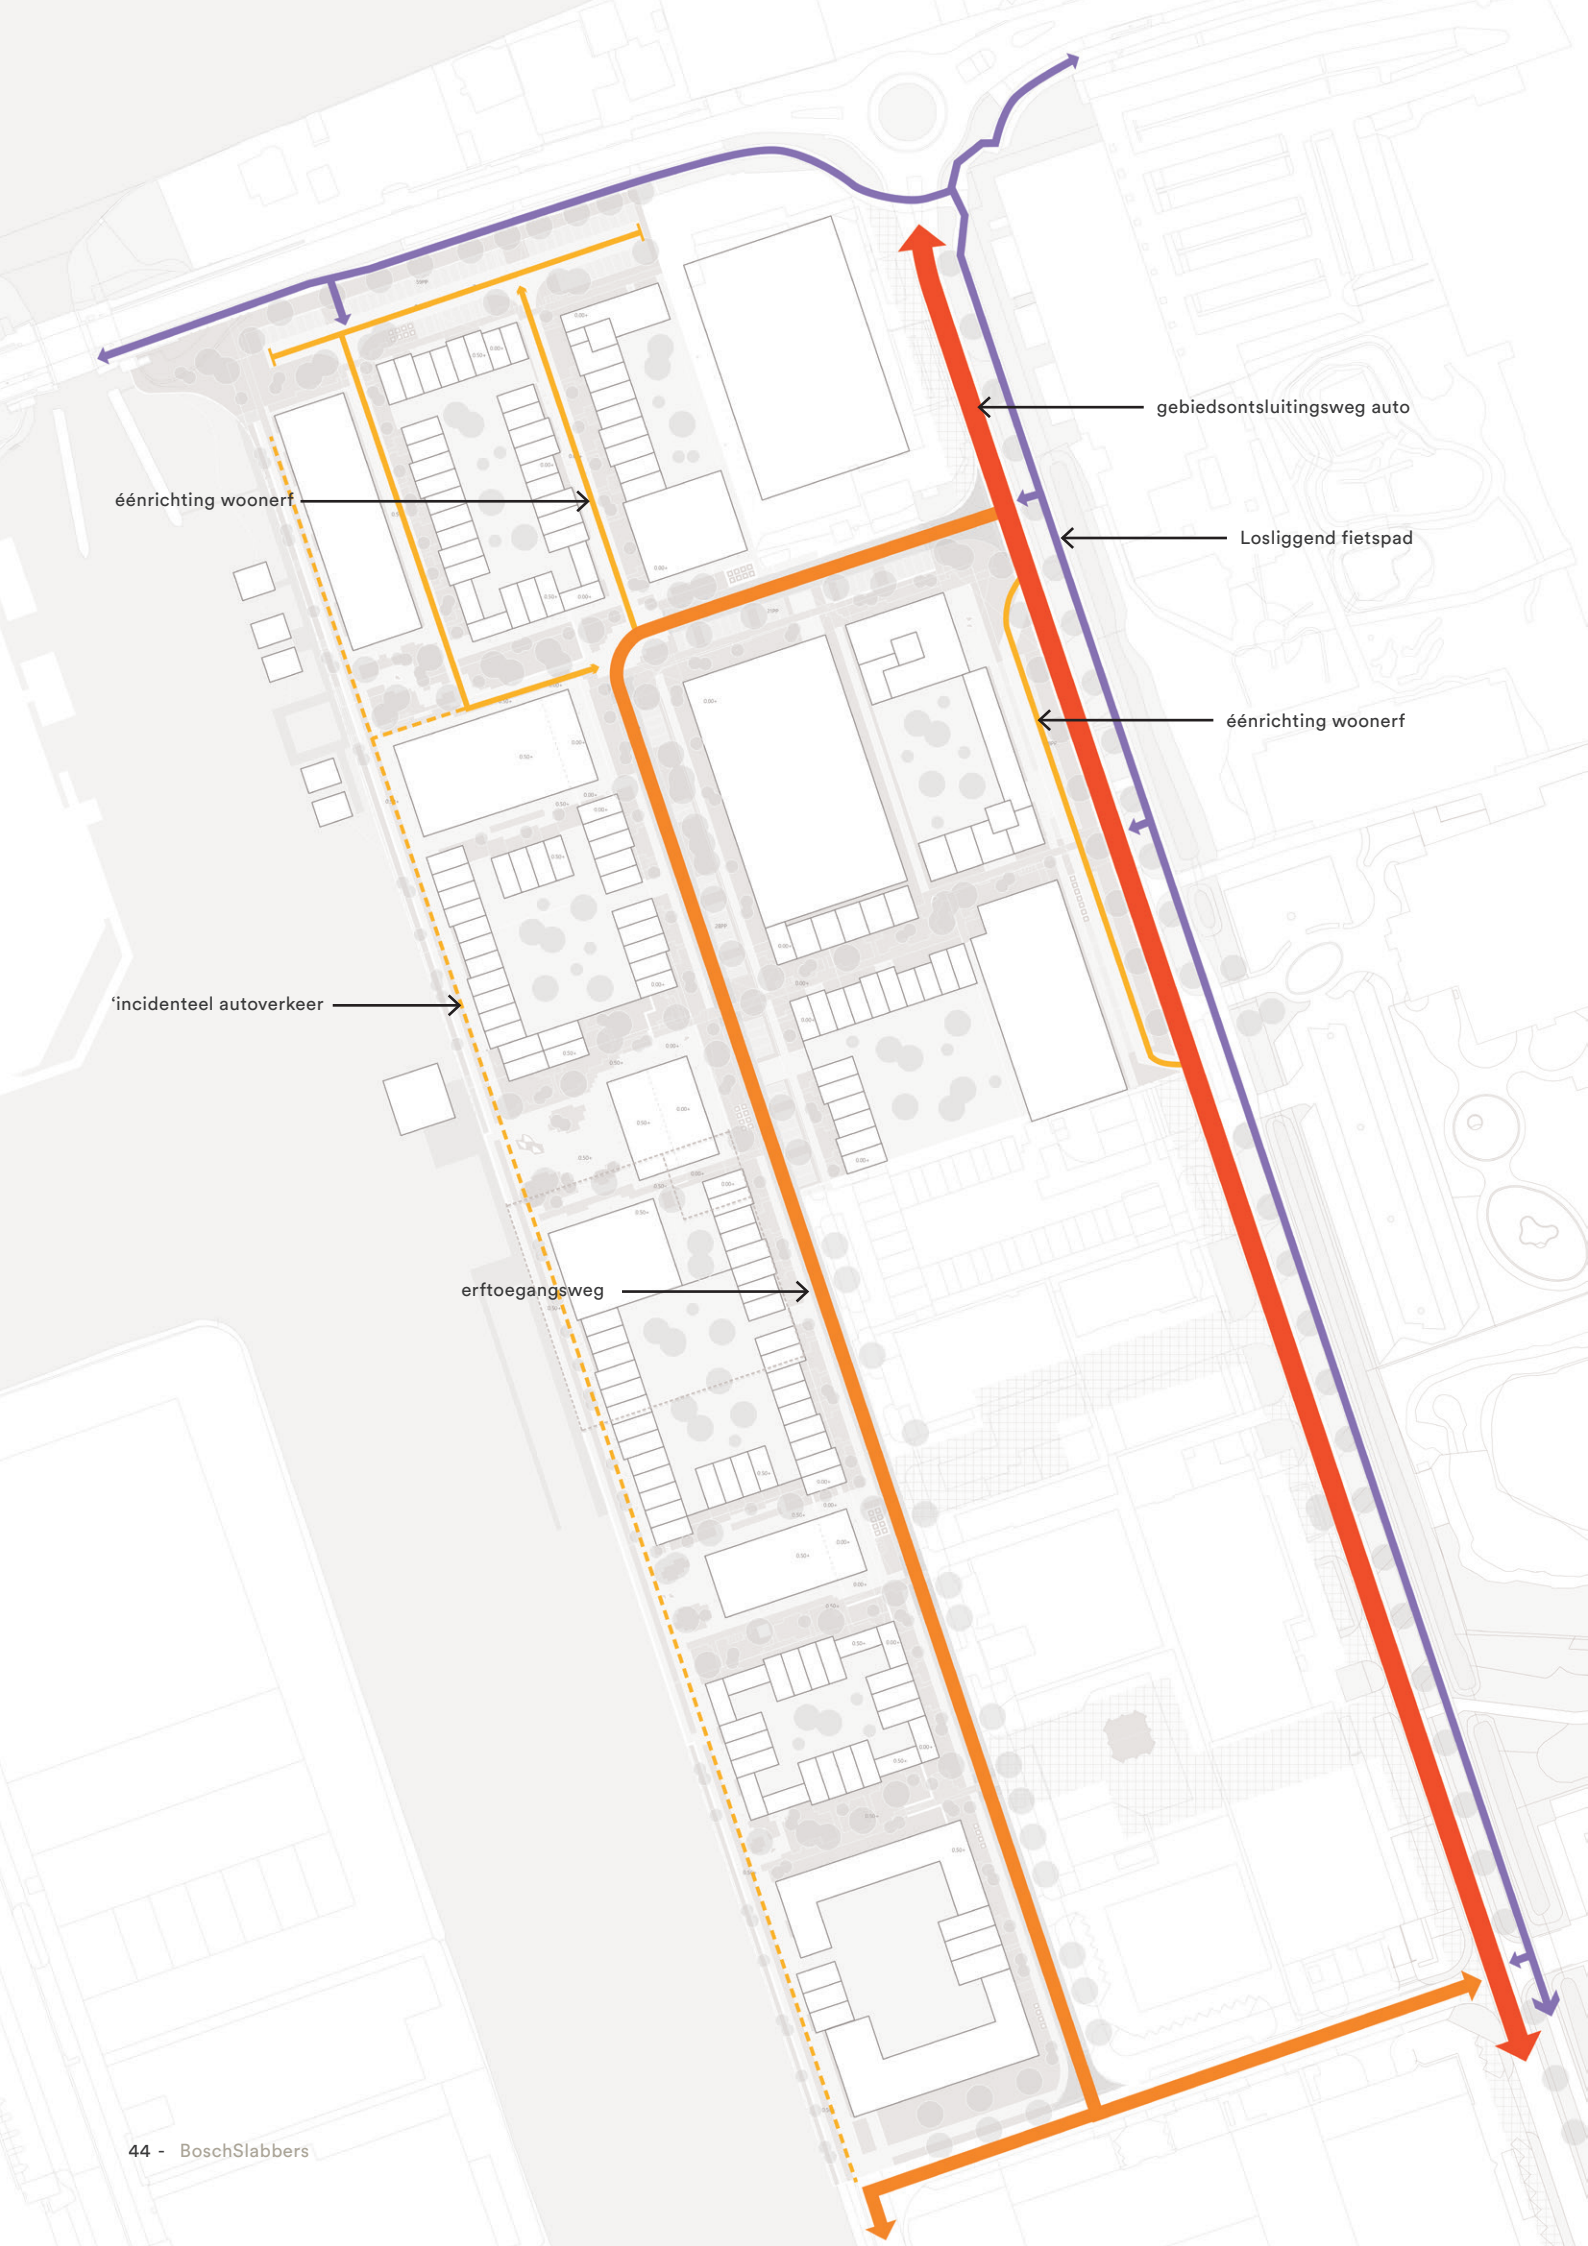 gebiedsontsluitingsweg auto
éénrichting woonerf
Losliggend fietspad
éénrichting woonerf
‘incidenteel autoverkeer
erftoegangsweg
44 - BoschSlabbers